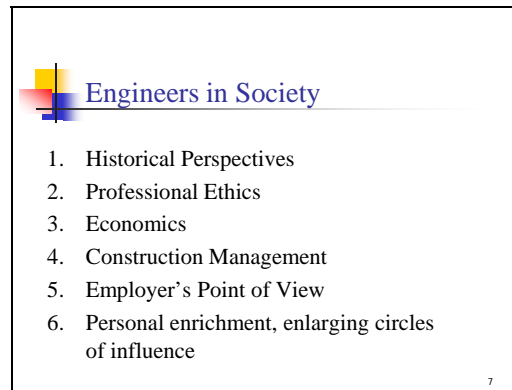 Engineers in Society
1. Historical Perspectives
2. Professional Ethics
3. Economics
4. Construction Management
5. Employer's Point of View
6. Personal enrichment, enlarging circles
of influence
7